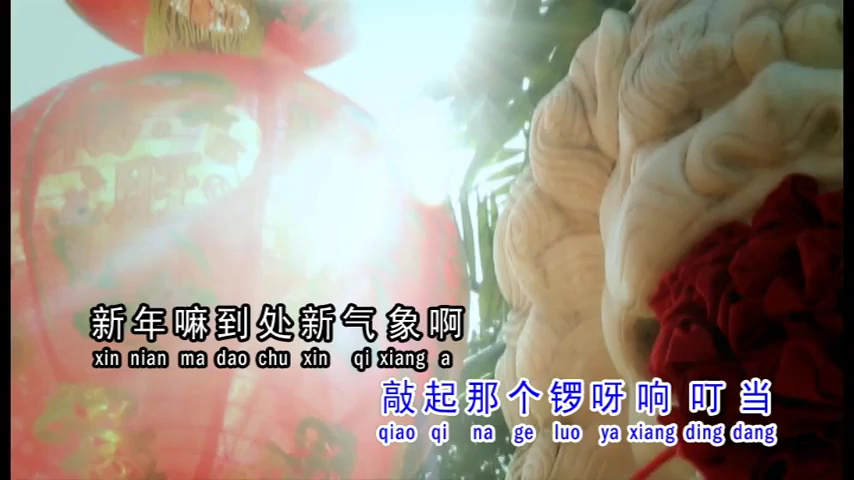 新年嘛到处新气象啊
xin nian ma dao chu xin qi xiang a
敲起那个锣呀响叮当
qiao qi na ge luo ya xiang ding dang